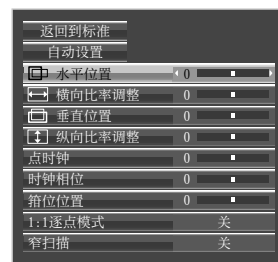 返回到标准
自动设置
水平位置 0
横向比率调整 0
垂直位置 0
纵向比率调整 0
点时钟 0
时钟相位 0
箝位位置 0
1:1逐点模式 关
窄扫描 关